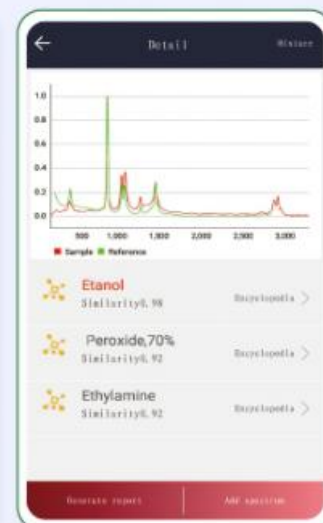 Detail
Mixture
1.0
0.8
0.6
0.4
0.2
0.0
500 1,000 1,500 2,000 2,500 3,000
Sample Reference
Etanol
Similarity0.98
Encyclopedia
Peroxide,70%
Similarity0.92
Encyclopedia
Ethylamine
Similarity0.92
Encyclopedia
Generate report
Add spectrum